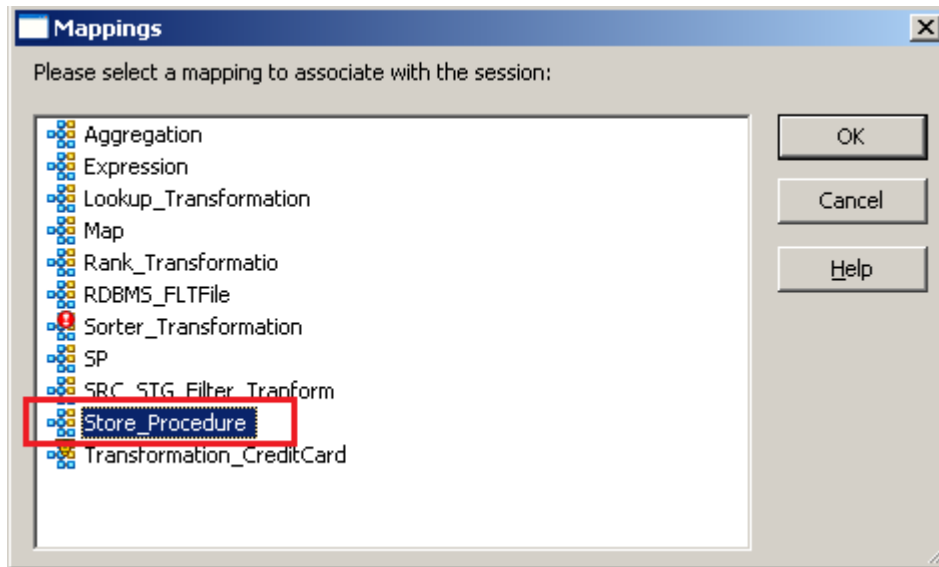 Mappings
Please select a mapping to associate with the session:
Aggregation
Expression
Lookup_Transformation
Map
Rank_Transformatio
RDBMS_FLTFile
Sorter_Transformation
SP
SRC_STG_Filter_Tranform
Store_Procedure
Transformation_CreditCard
OK
Cancel
Help